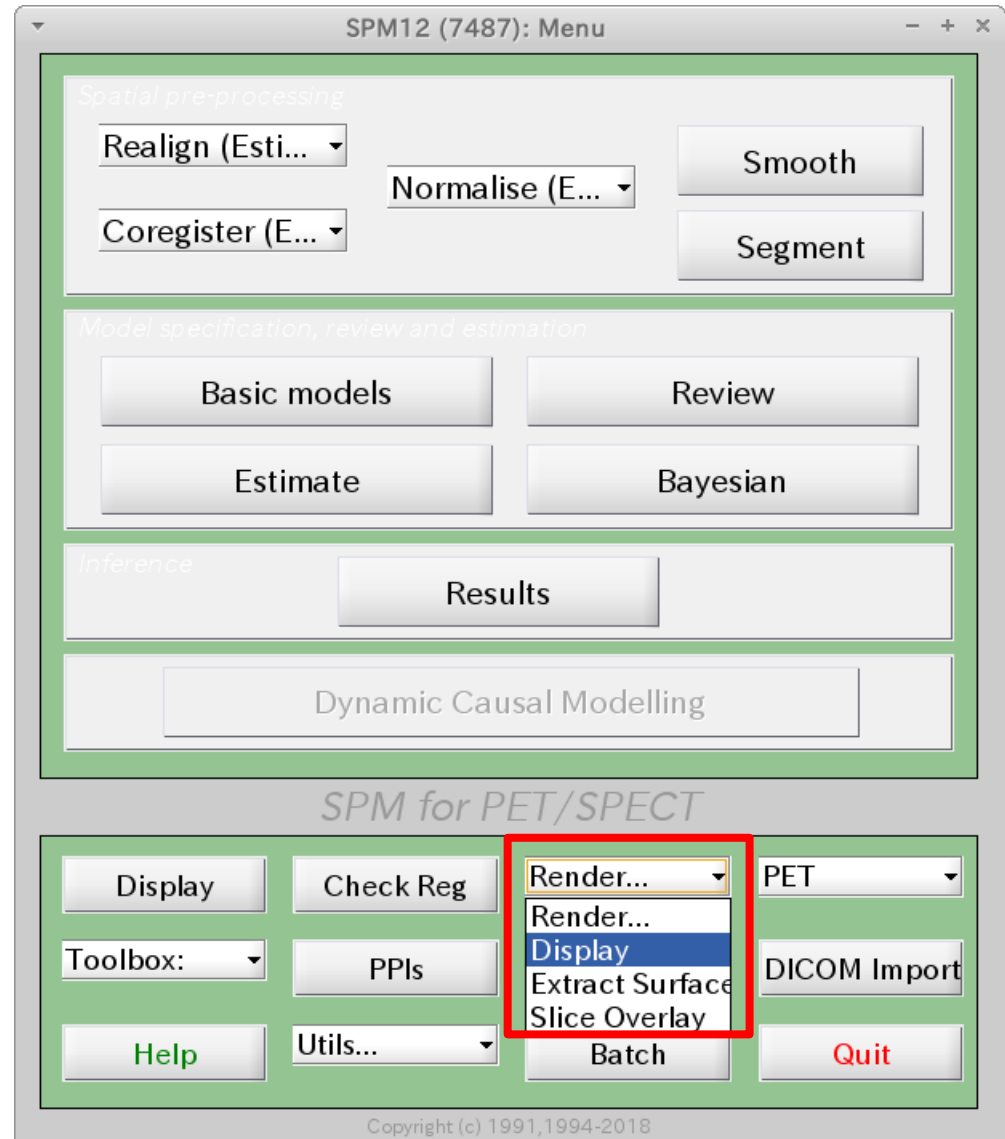 SPM12 (7487): Menu
Spatial pre-processing
Realign (Esti...
Normalise (E...
Smooth
Coregister (E...
Segment
Model specification, review and estimation
Basic models
Review
Estimate
Bayesian
Inference
Results
Dynamic Causal Modelling
SPM for PET/SPECT
Display
Check Reg
Render...
PET
Render...
Display
Extract Surface
Slice Overlay
Toolbox:
PPIs
DICOM Import
Help
Utils...
Batch
Quit
Copyright (c) 1991,1994-2018